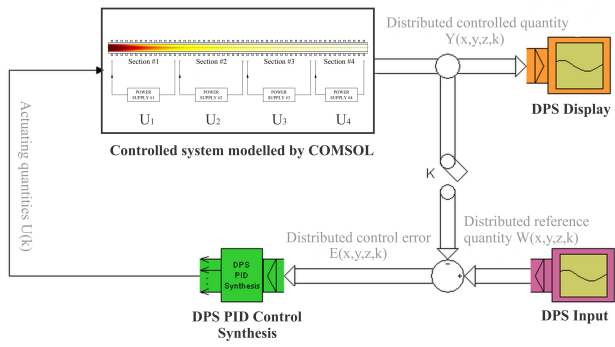 Distributed controlled quantity
Y(x,y,z,k)
Section #1 Section #2 Section #3 Section #4
POWER SUPPLY #1
POWER SUPPLY #2
POWER SUPPLY #3
POWER SUPPLY #4
U1 U2 U3 U4
Controlled system modelled by COMSOL
DPS Display
Actuating quantities U(k)
K
Distributed control error
E(x,y,z,k)
Distributed reference
quantity W(x,y,z,k)
-
+
DPS
PID
Synthesis
DPS PID Control
Synthesis
DPS Input